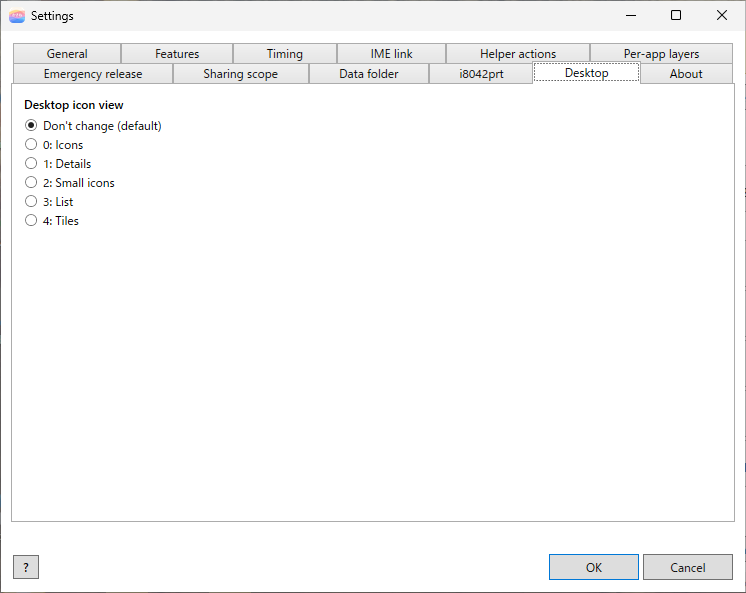 Settings
General Features Timing IME link Helper actions Per-app layers
Emergency release Sharing scope Data folder i8042prt Desktop About
Desktop icon view
Don't change (default)
0: Icons
1: Details
2: Small icons
3: List
4: Tiles
? OK Cancel